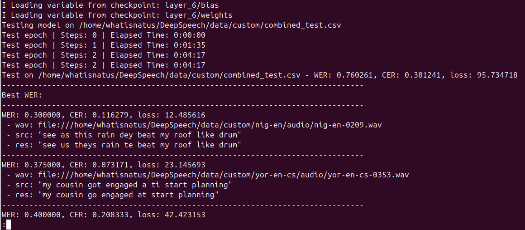 I Loading variable from checkpoint: layer_6/bias
I Loading variable from checkpoint: layer_6/weights
Testing model on /home/whatisnatus/DeepSpeech/data/custom/combined_test.csv
Test epoch | Steps: 0 | Elapsed Time: 0:00:00
Test epoch | Steps: 1 | Elapsed Time: 0:01:35
Test epoch | Steps: 2 | Elapsed Time: 0:04:17
Test epoch | Steps: 2 | Elapsed Time: 0:04:17
Test on /home/whatisnatus/DeepSpeech/data/custom/combined_test.csv - WER: 0.760261, CER: 0.381241, loss: 95.734718
--------------------------------------------------------------------------------
Best WER:
--------------------------------------------------------------------------------
WER: 0.300000, CER: 0.116279, loss: 12.485616
 - wav: file:///home/whatisnatus/DeepSpeech/data/custom/nig-en/audio/nig-en-0209.wav
 - src: "see as this rain dey beat my roof like drum"
 - res: "see us theys rain te beat my roof like drum"
--------------------------------------------------------------------------------
WER: 0.375000, CER: 0.073171, loss: 23.145693
 - wav: file:///home/whatisnatus/DeepSpeech/data/custom/yor-en-cs/audio/yor-en-cs-0353.wav
 - src: "my cousin got engaged a ti start planning"
 - res: "my cousin go engaged at start planning"
--------------------------------------------------------------------------------
WER: 0.400000, CER: 0.208333, loss: 42.423153
: